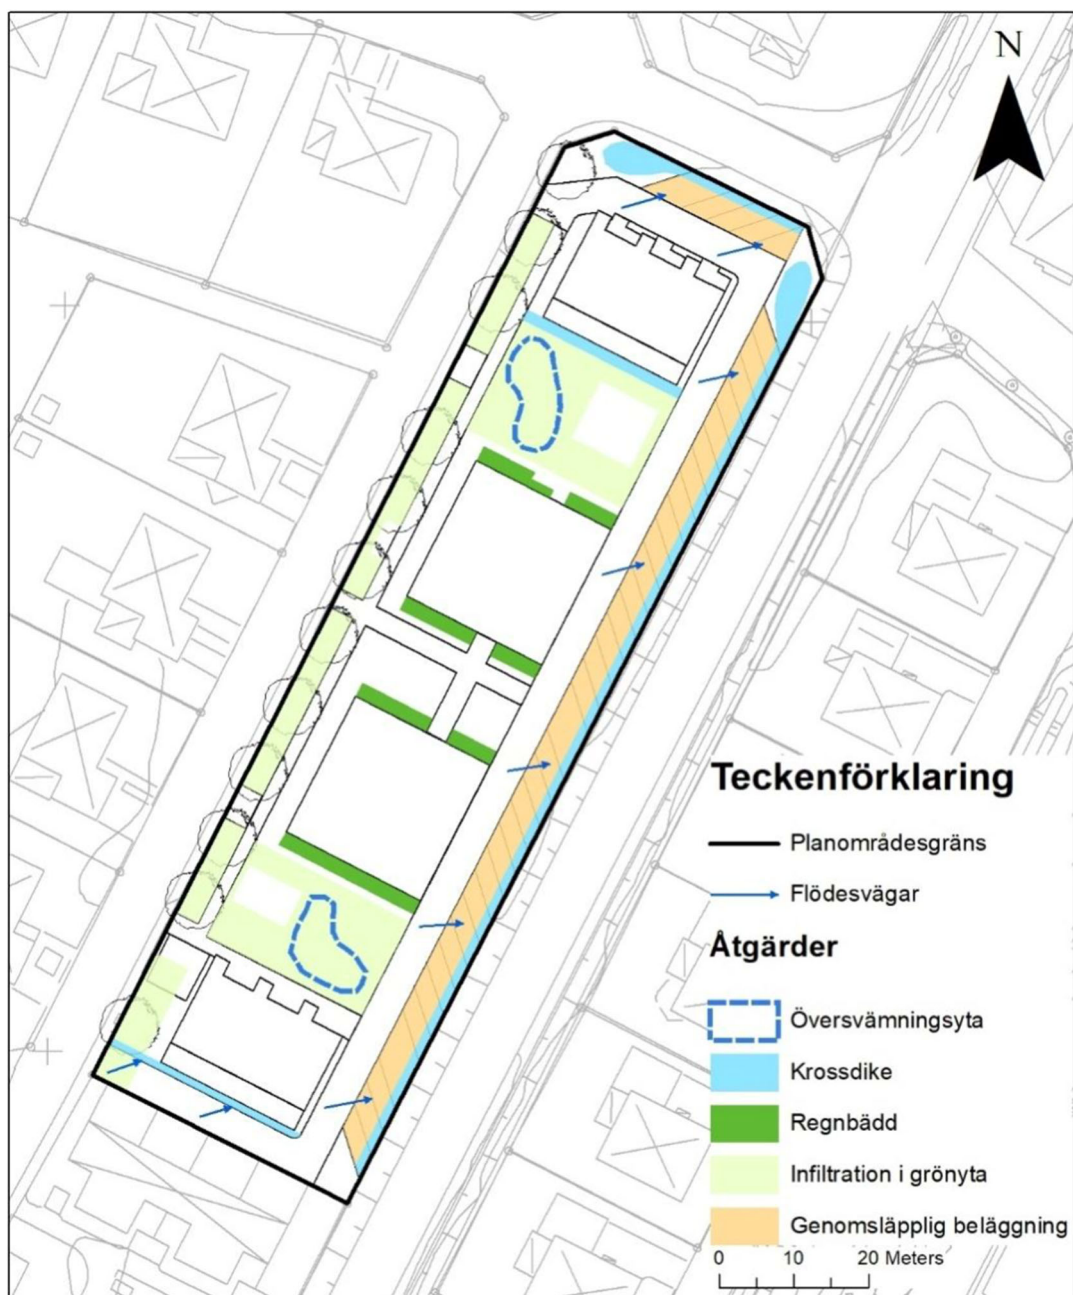 N
Teckenförklaring
Planområdesgräns
Flödesvägar
Åtgärder
Översvämningsyta
Krossdike
Regnbädd
Infiltration i grönyta
Genomsläpplig beläggning
0 10 20 Meters